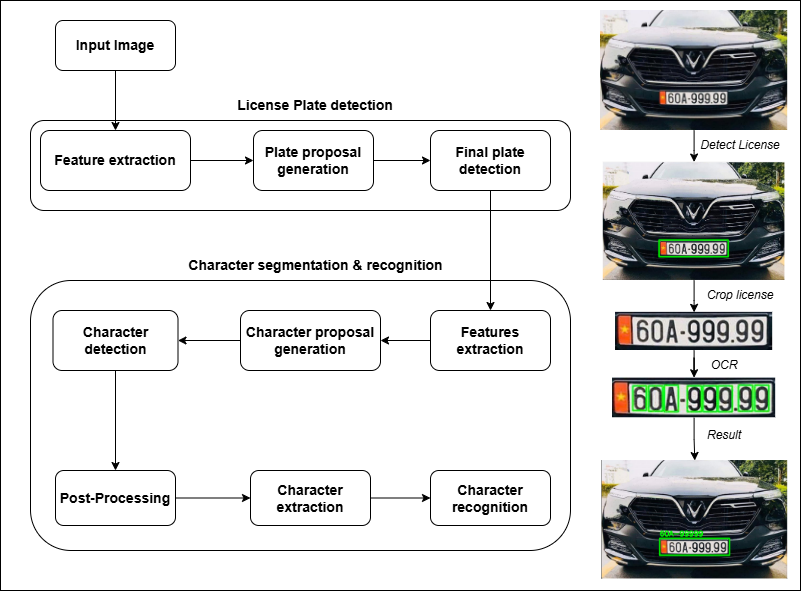 Input Image
License Plate detection
Feature extraction
Plate proposal
generation
Final plate
detection
Character segmentation & recognition
Character
detection
Character proposal
generation
Features
extraction
Post-Processing
Character
extraction
Character
recognition
60A-999.99
Detect License
60A-999.99
Crop license
60A-999.99
OCR
60A-999.99
Result
60A-99999
60A-999.99